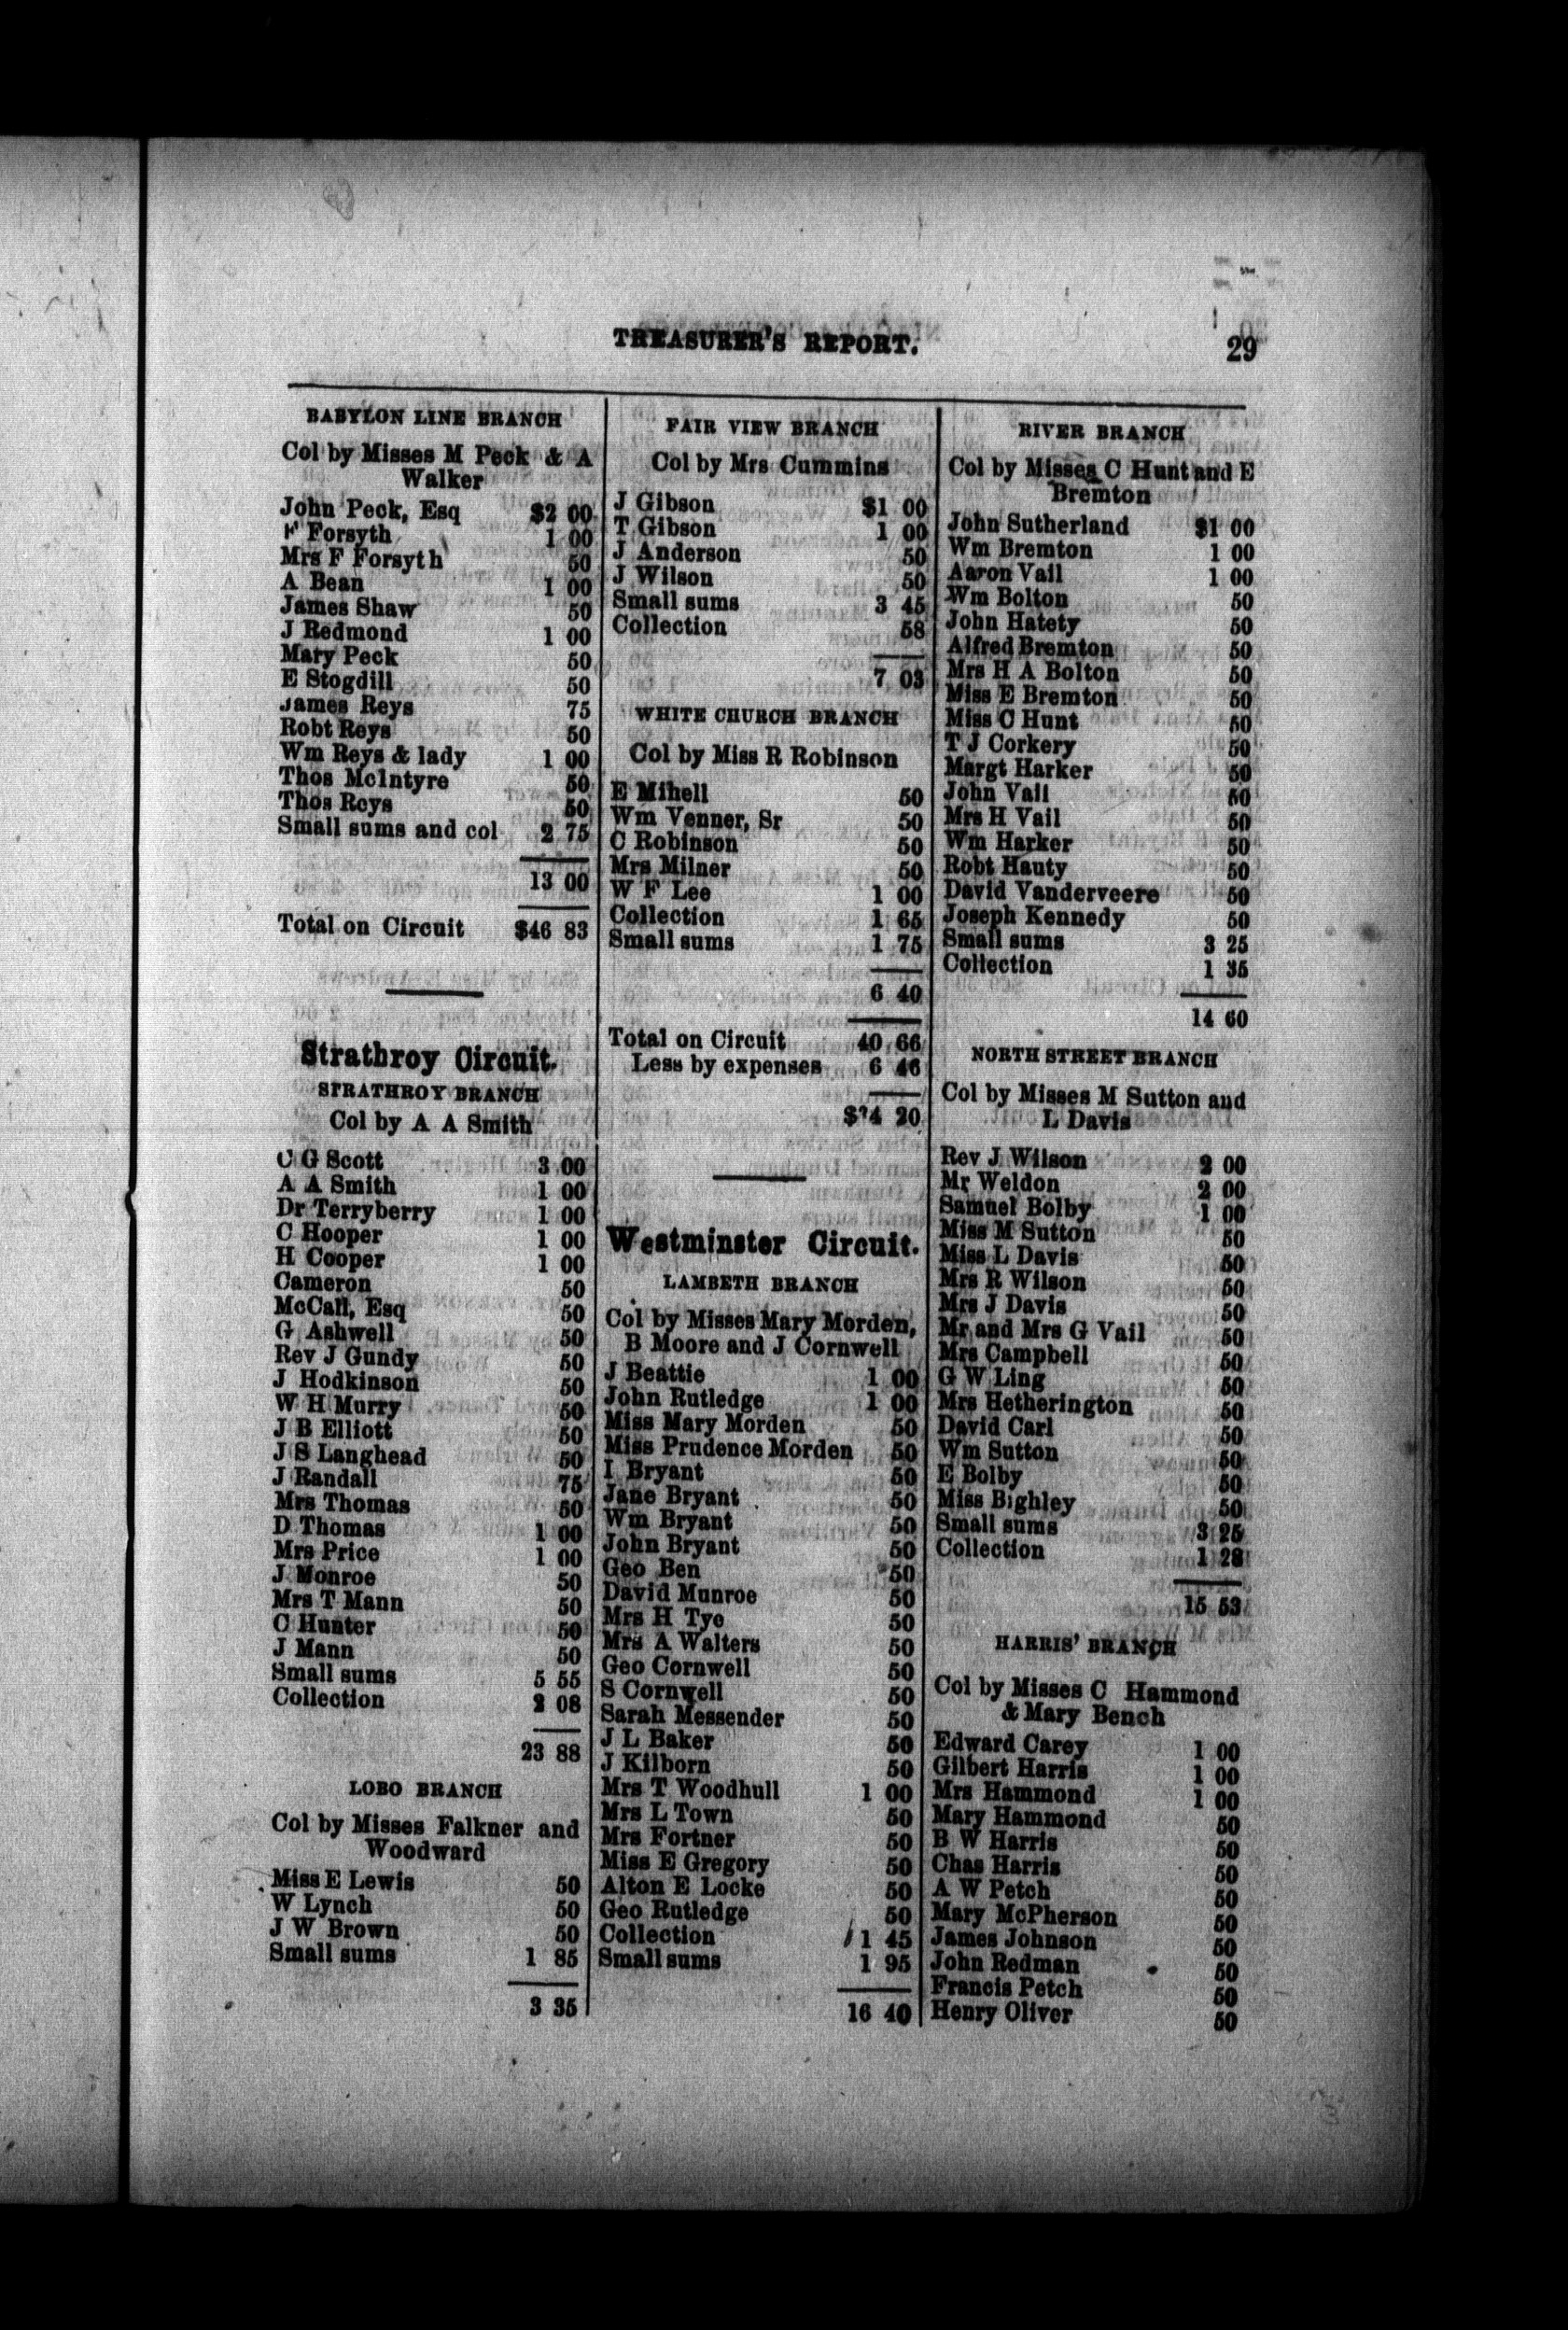 TREASURER'S REPORT.
29
BABYLON LINE BRANCH
Col by Misses M Peck & A
Walker
John Peck, Esq $2 00
F Forsyth 1 00
Mrs F Forsyth 50
A Bean 1 00
James Shaw 50
J Redmond 1 00
Mary Peck 50
E Stogdill 50
James Reys 75
Robt Reys 50
Wm Reys & lady 1 00
Thos McIntyre 50
Thos Reys 50
Small sums and col 2 75
13 00
Total on Circuit $46 83
Strathroy Circuit.
STRATHROY BRANCH
Col by A A Smith
C G Scott 3 00
A A Smith 1 00
Dr Terryberry 1 00
C Hooper 1 00
H Cooper 1 00
Cameron 50
McCall, Esq 50
G Ashwell 50
Rev J Gundy 50
J Hodkinson 50
W H Murry 50
J B Elliott 50
J S Langhead 50
J Randall 75
Mrs Thomas 50
D Thomas 1 00
Mrs Price 1 00
J Monroe 50
Mrs T Mann 50
C Hunter 50
J Mann 50
Small sums 5 55
Collection 2 08
23 88
LOBO BRANCH
Col by Misses Falkner and
Woodward
Miss E Lewis 50
W Lynch 50
J W Brown 50
Small sums 1 85
3 35
FAIR VIEW BRANCH
Col by Mrs Cummins
J Gibson $1 00
T Gibson 1 00
J Anderson 50
J Wilson 50
Small sums 3 45
Collection 58
7 03
WHITE CHURCH BRANCH
Col by Miss R Robinson
E Mihell 50
Wm Venner, Sr 50
C Robinson 50
Mrs Milner 50
W F Lee 1 00
Collection 1 65
Small sums 1 75
6 40
Total on Circuit 40 66
Less by expenses 6 46
$34 20
Westminster Circuit.
LAMBETH BRANCH
Col by Misses Mary Morden,
B Moore and J Cornwell
J Beattie 1 00
John Rutledge 1 00
Miss Mary Morden 50
Miss Prudence Morden 50
I Bryant 50
Jane Bryant 50
Wm Bryant 50
John Bryant 50
Geo Ben 50
David Munroe 50
Mrs H Tye 50
Mrs A Walters 50
Geo Cornwell 50
S Cornwell 50
Sarah Messender 50
J L Baker 50
J Kilborn 50
Mrs T Woodhull 1 00
Mrs L Town 50
Mrs Fortner 50
Miss E Gregory 50
Alton E Locke 50
Geo Rutledge 50
Collection 1 45
Small sums 1 95
16 40
RIVER BRANCH
Col by Misses C Hunt and E
Bremton
John Sutherland $1 00
Wm Bremton 1 00
Aaron Vail 1 00
Wm Bolton 50
John Hatety 50
Alfred Bremton 50
Mrs H A Bolton 50
Miss E Bremton 50
Miss C Hunt 50
T J Corkery 50
Margt Harker 50
John Vail 50
Mrs H Vail 50
Wm Harker 50
Robt Hauty 50
David Vanderveere 50
Joseph Kennedy 50
Small sums 3 25
Collection 1 35
14 60
NORTH STREET BRANCH
Col by Misses M Sutton and
L Davis
Rev J Wilson 2 00
Mr Weldon 2 00
Samuel Bolby 1 00
Miss M Sutton 50
Miss L Davis 50
Mrs R Wilson 50
Mrs J Davis 50
Mr and Mrs G Vail 50
Mrs Campbell 50
G W Ling 50
Mrs Hetherington 50
David Carl 50
Wm Sutton 50
E Bolby 50
Miss Bighley 50
Small sums 3 25
Collection 1 28
15 53
HARRIS' BRANCH
Col by Misses C Hammond
& Mary Bench
Edward Carey 1 00
Gilbert Harris 1 00
Mrs Hammond 1 00
Mary Hammond 50
B W Harris 50
Chas Harris 50
A W Petch 50
Mary McPherson 50
James Johnson 50
John Redman 50
Francis Petch 50
Henry Oliver 50